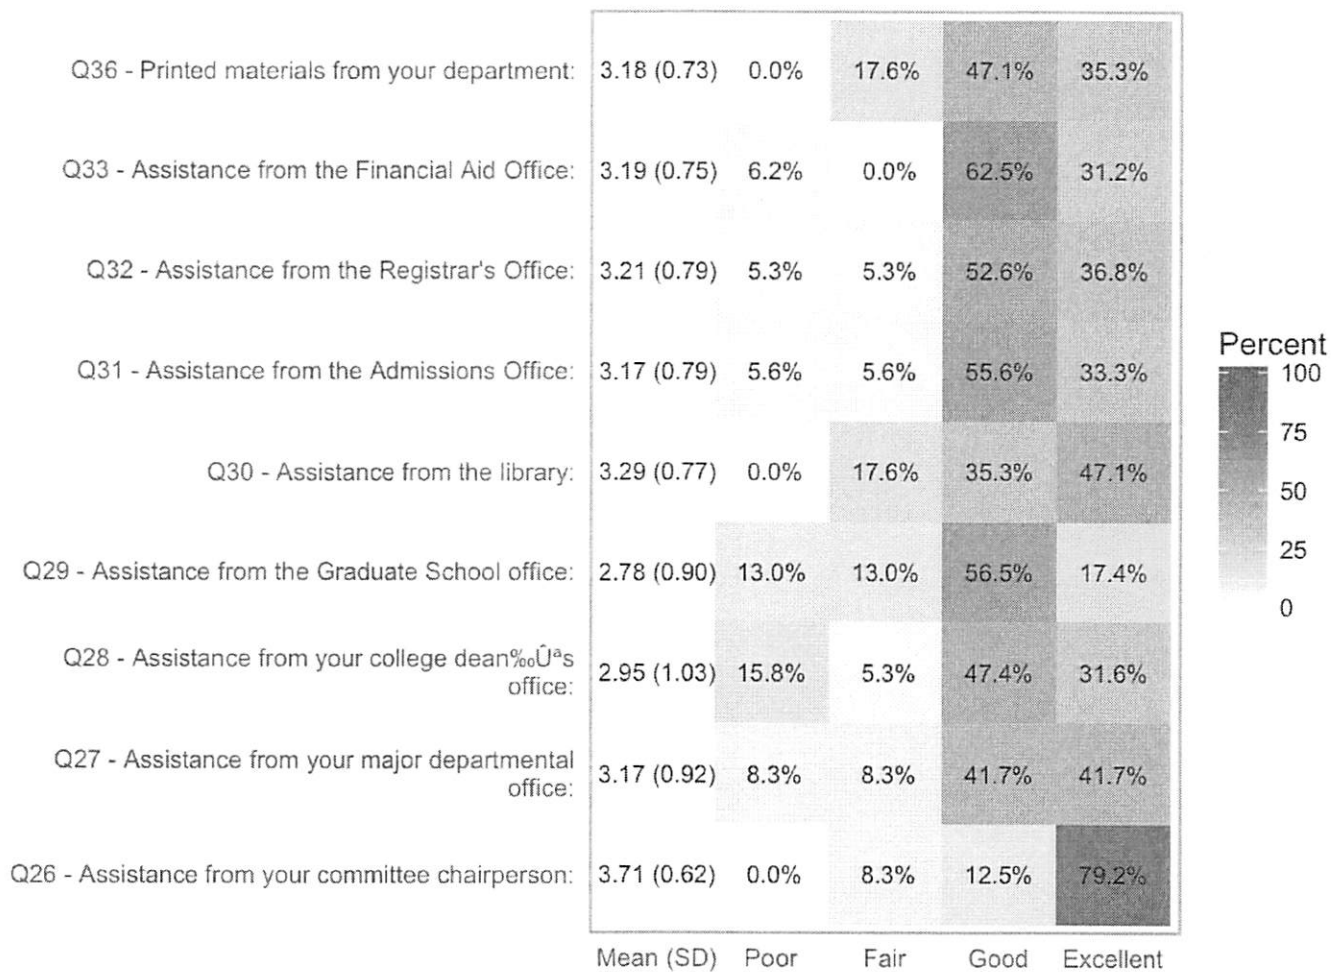 Q36 - Printed materials from your department: 3.18 (0.73) 0.0% 17.6% 47.1% 35.3%
Q33 - Assistance from the Financial Aid Office: 3.19 (0.75) 6.2% 0.0% 62.5% 31.2%
Q32 - Assistance from the Registrar's Office: 3.21 (0.79) 5.3% 5.3% 52.6% 36.8%
Q31 - Assistance from the Admissions Office: 3.17 (0.79) 5.6% 5.6% 55.6% 33.3%
Q30 - Assistance from the library: 3.29 (0.77) 0.0% 17.6% 35.3% 47.1%
Q29 - Assistance from the Graduate School office: 2.78 (0.90) 13.0% 13.0% 56.5% 17.4%
Q28 - Assistance from your college dean‰Ûªs
office: 2.95 (1.03) 15.8% 5.3% 47.4% 31.6%
Q27 - Assistance from your major departmental
office: 3.17 (0.92) 8.3% 8.3% 41.7% 41.7%
Q26 - Assistance from your committee chairperson: 3.71 (0.62) 0.0% 8.3% 12.5% 79.2%
Mean (SD) Poor Fair Good Excellent
Percent
100
75
50
25
0